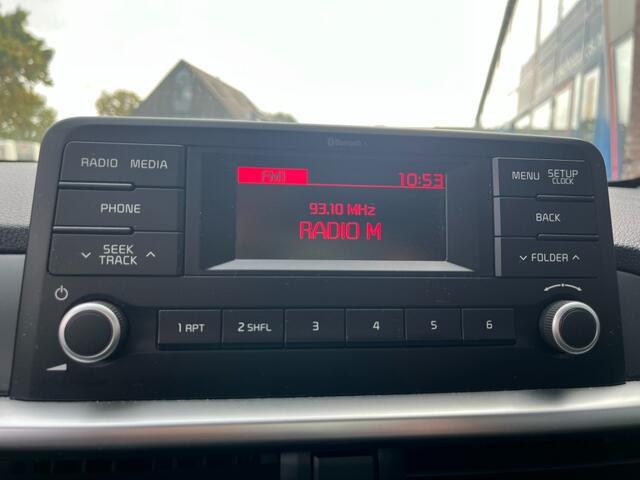 Bluetooth
RADIO MEDIA
PHONE
SEEK
TRACK
FM1 10:53
93.10 MHz
RADIO M
MENU SETUP
CLOCK
BACK
FOLDER
1 RPT 2 SHFL 3 4 5 6